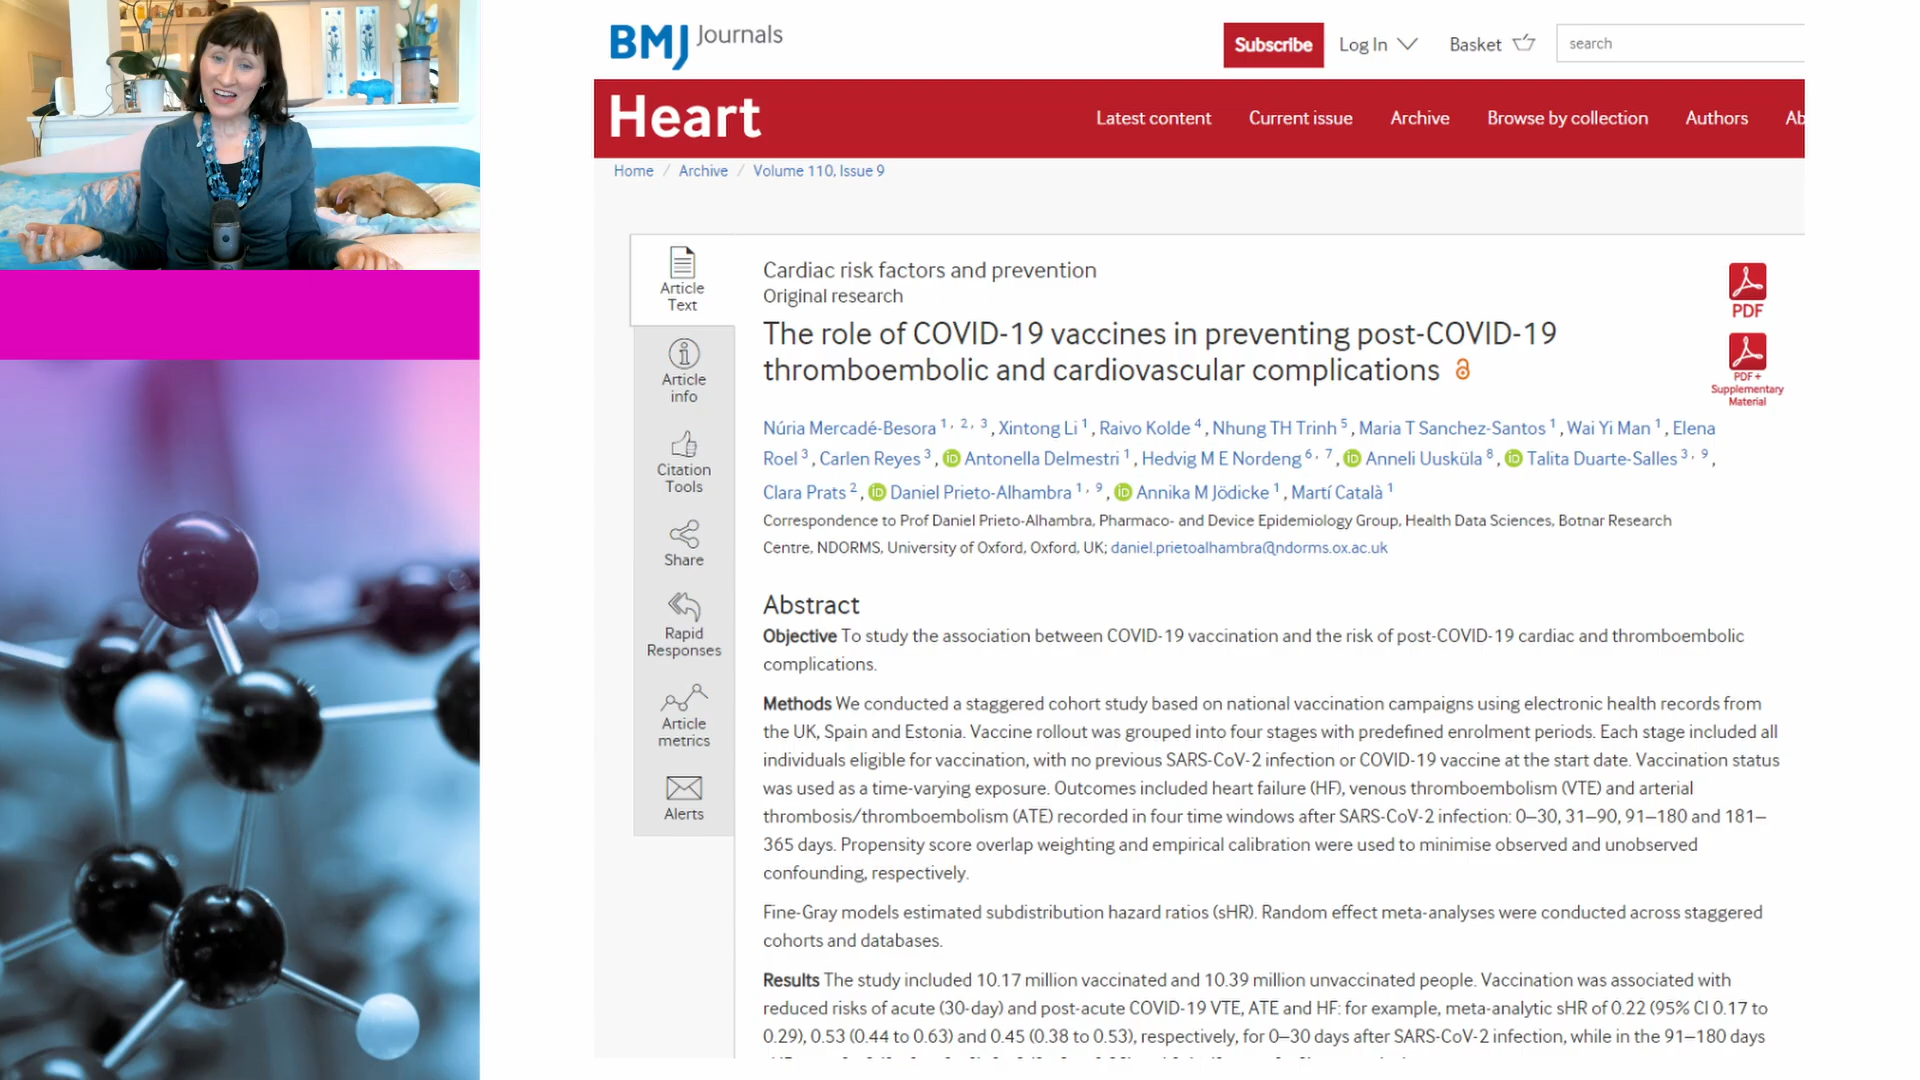 BMJ Journals
Subscribe
Log In
Basket
search
Heart
Latest content
Current issue
Archive
Browse by collection
Authors
Ab
Home / Archive / Volume 110, Issue 9
Article
Text
Article
info
Citation
Tools
Share
Rapid
Responses
Article
metrics
Alerts
Cardiac risk factors and prevention
Original research
The role of COVID-19 vaccines in preventing post-COVID-19
thromboembolic and cardiovascular complications
PDF
PDF +
Supplementary
Material
Núria Mercadé-Besora 1, 2, 3, Xintong Li 1, Raivo Kolde 4, Nhung TH Trinh 5, Maria T Sanchez-Santos 1, Wai Yi Man 1, Elena
Roel 3, Carlen Reyes 3, iD Antonella Delmestri 1, Hedvig M E Nordeng 6, 7, iD Anneli Uusküla 8, iD Talita Duarte-Salles 3, 9,
Clara Prats 2, iD Daniel Prieto-Alhambra 1, 9, iD Annika M Jödicke 1, Martí Català 1
Correspondence to Prof Daniel Prieto-Alhambra, Pharmaco- and Device Epidemiology Group, Health Data Sciences, Botnar Research
Centre, NDORMS, University of Oxford, Oxford, UK; daniel.prietoalhambra@ndorms.ox.ac.uk
Abstract
Objective To study the association between COVID-19 vaccination and the risk of post-COVID-19 cardiac and thromboembolic
complications.
Methods We conducted a staggered cohort study based on national vaccination campaigns using electronic health records from
the UK, Spain and Estonia. Vaccine rollout was grouped into four stages with predefined enrolment periods. Each stage included all
individuals eligible for vaccination, with no previous SARS-CoV-2 infection or COVID-19 vaccine at the start date. Vaccination status
was used as a time-varying exposure. Outcomes included heart failure (HF), venous thromboembolism (VTE) and arterial
thrombosis/thromboembolism (ATE) recorded in four time windows after SARS-CoV-2 infection: 0–30, 31–90, 91–180 and 181–
365 days. Propensity score overlap weighting and empirical calibration were used to minimise observed and unobserved
confounding, respectively.
Fine-Gray models estimated subdistribution hazard ratios (sHR). Random effect meta-analyses were conducted across staggered
cohorts and databases.
Results The study included 10.17 million vaccinated and 10.39 million unvaccinated people. Vaccination was associated with
reduced risks of acute (30-day) and post-acute COVID-19 VTE, ATE and HF: for example, meta-analytic sHR of 0.22 (95% CI 0.17 to
0.29), 0.53 (0.44 to 0.63) and 0.45 (0.38 to 0.53), respectively, for 0–30 days after SARS-CoV-2 infection, while in the 91–180 days